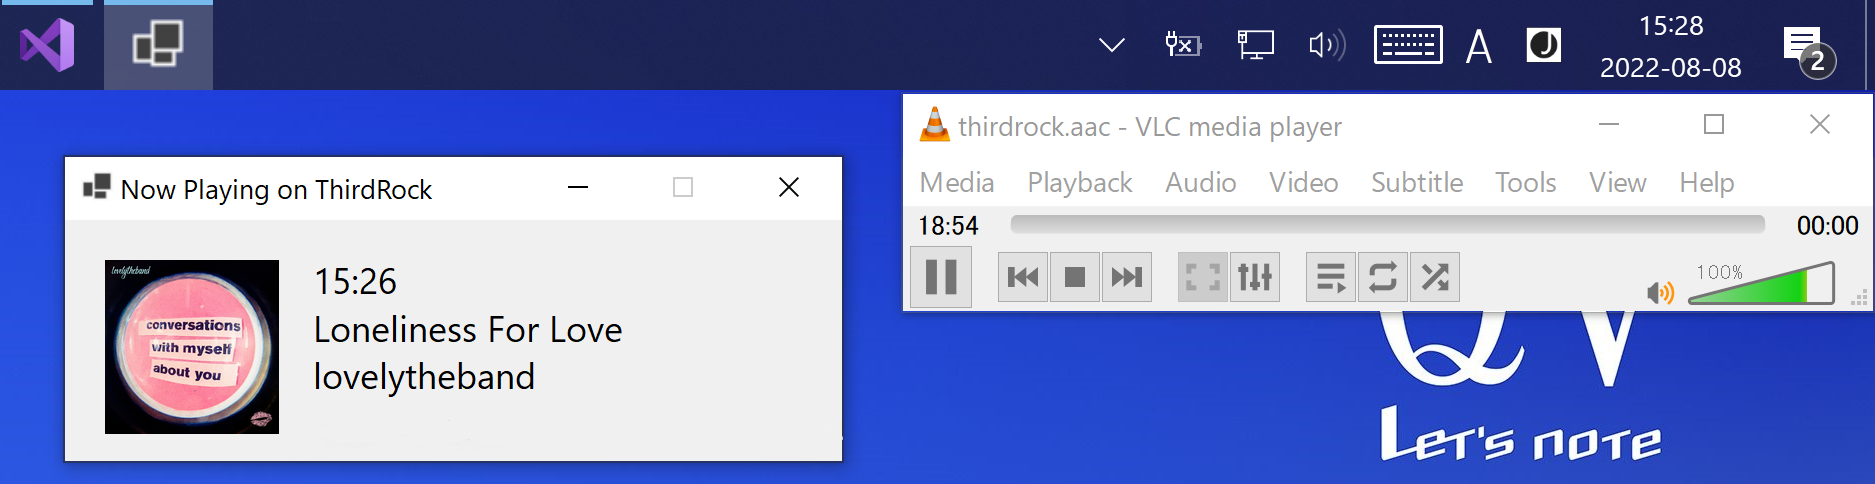 A
15:28
2022-08-08
2
thirdrock.aac - VLC media player
Media Playback Audio Video Subtitle Tools View Help
18:54 00:00
100%
Now Playing on ThirdRock
lovelytheband
conversations
with myself
about you
15:26
Loneliness For Love
lovelytheband
QV
LET'S NOTE